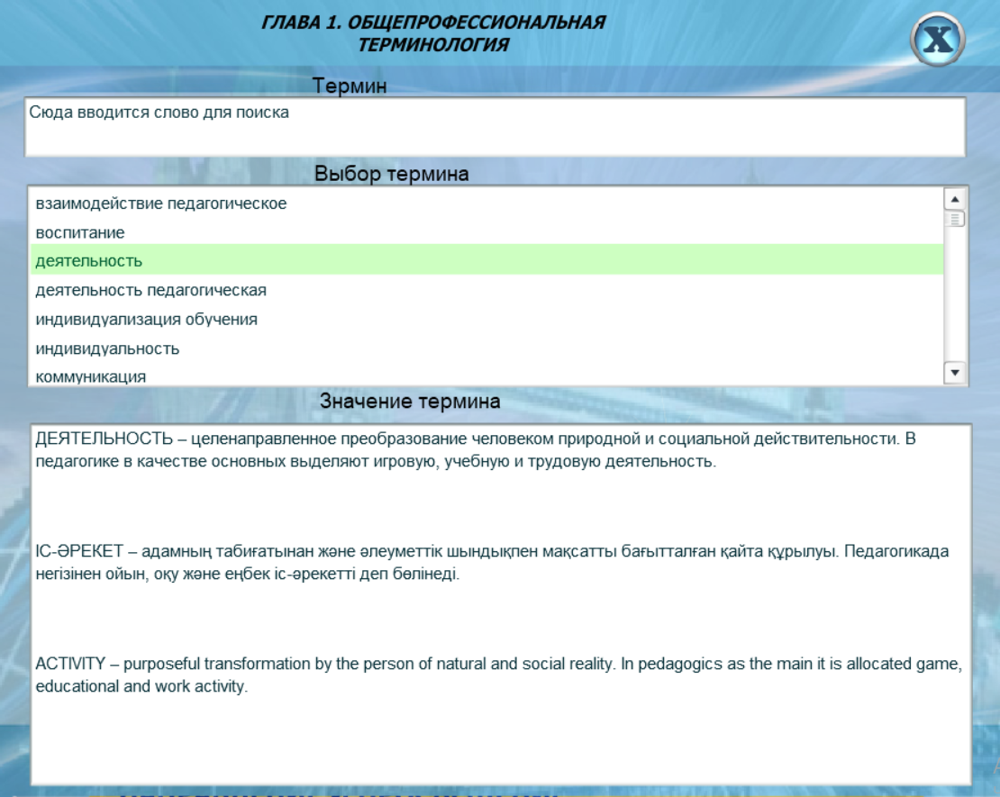 ГЛАВА 1. ОБЩЕПРОФЕССИОНАЛЬНАЯ
ТЕРМИНОЛОГИЯ
X
Термин
Сюда вводится слово для поиска
Выбор термина
взаимодействие педагогическое
воспитание
деятельность
деятельность педагогическая
индивидуализация обучения
индивидуальность
коммуникация
Значение термина
ДЕЯТЕЛЬНОСТЬ – целенаправленное преобразование человеком природной и социальной действительности. В
педагогике в качестве основных выделяют игровую, учебную и трудовую деятельность.
ІС-ӘРЕКЕТ – адамның табиғатынан және әлеуметтік шындықпен мақсатты бағытталған қайта құрылуы. Педагогикада
негізінен ойын, оқу және еңбек іс-әрекетті деп бөлінеді.
ACTIVITY – purposeful transformation by the person of natural and social reality. In pedagogics as the main it is allocated game,
educational and work activity.